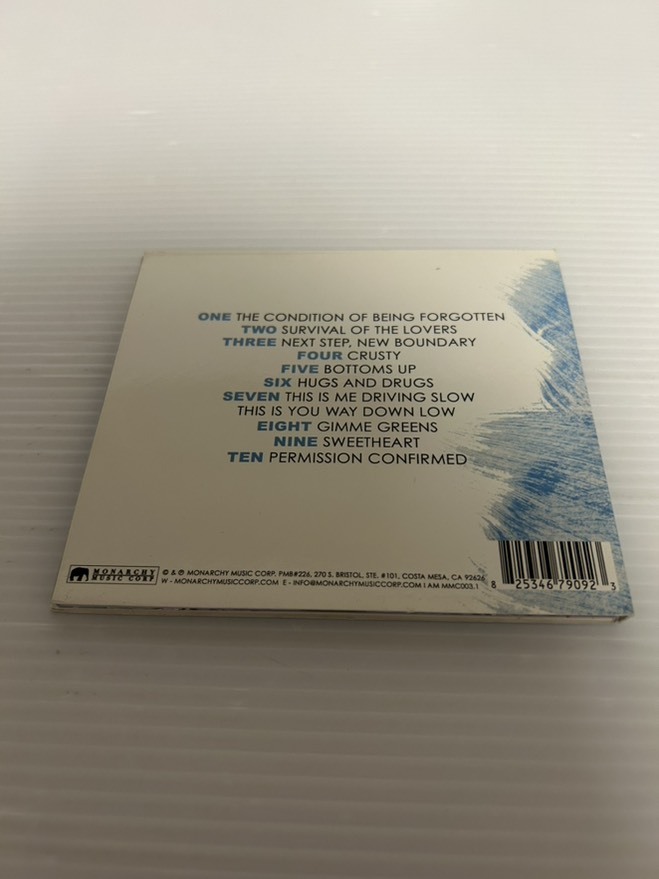 ONE THE CONDITION OF BEING FORGOTTEN
TWO SURVIVAL OF THE LOVERS
THREE NEXT STEP, NEW BOUNDARY
FOUR CRUSTY
FIVE BOTTOMS UP
SIX HUGS AND DRUGS
SEVEN THIS IS ME DRIVING SLOW
THIS IS YOU WAY DOWN LOW
EIGHT GIMME GREENS
NINE SWEETHEART
TEN PERMISSION CONFIRMED
MONARCHY
MUSIC CORP
© & ℗ MONARCHY MUSIC CORP. PMB#226, 270 S. BRISTOL, STE. #101, COSTA MESA, CA 92626
W - MONARCHYMUSICCORP.COM E - INFO@MONARCHYMUSICCORP.COM I AM MMC003.1
8 25346 79092 3